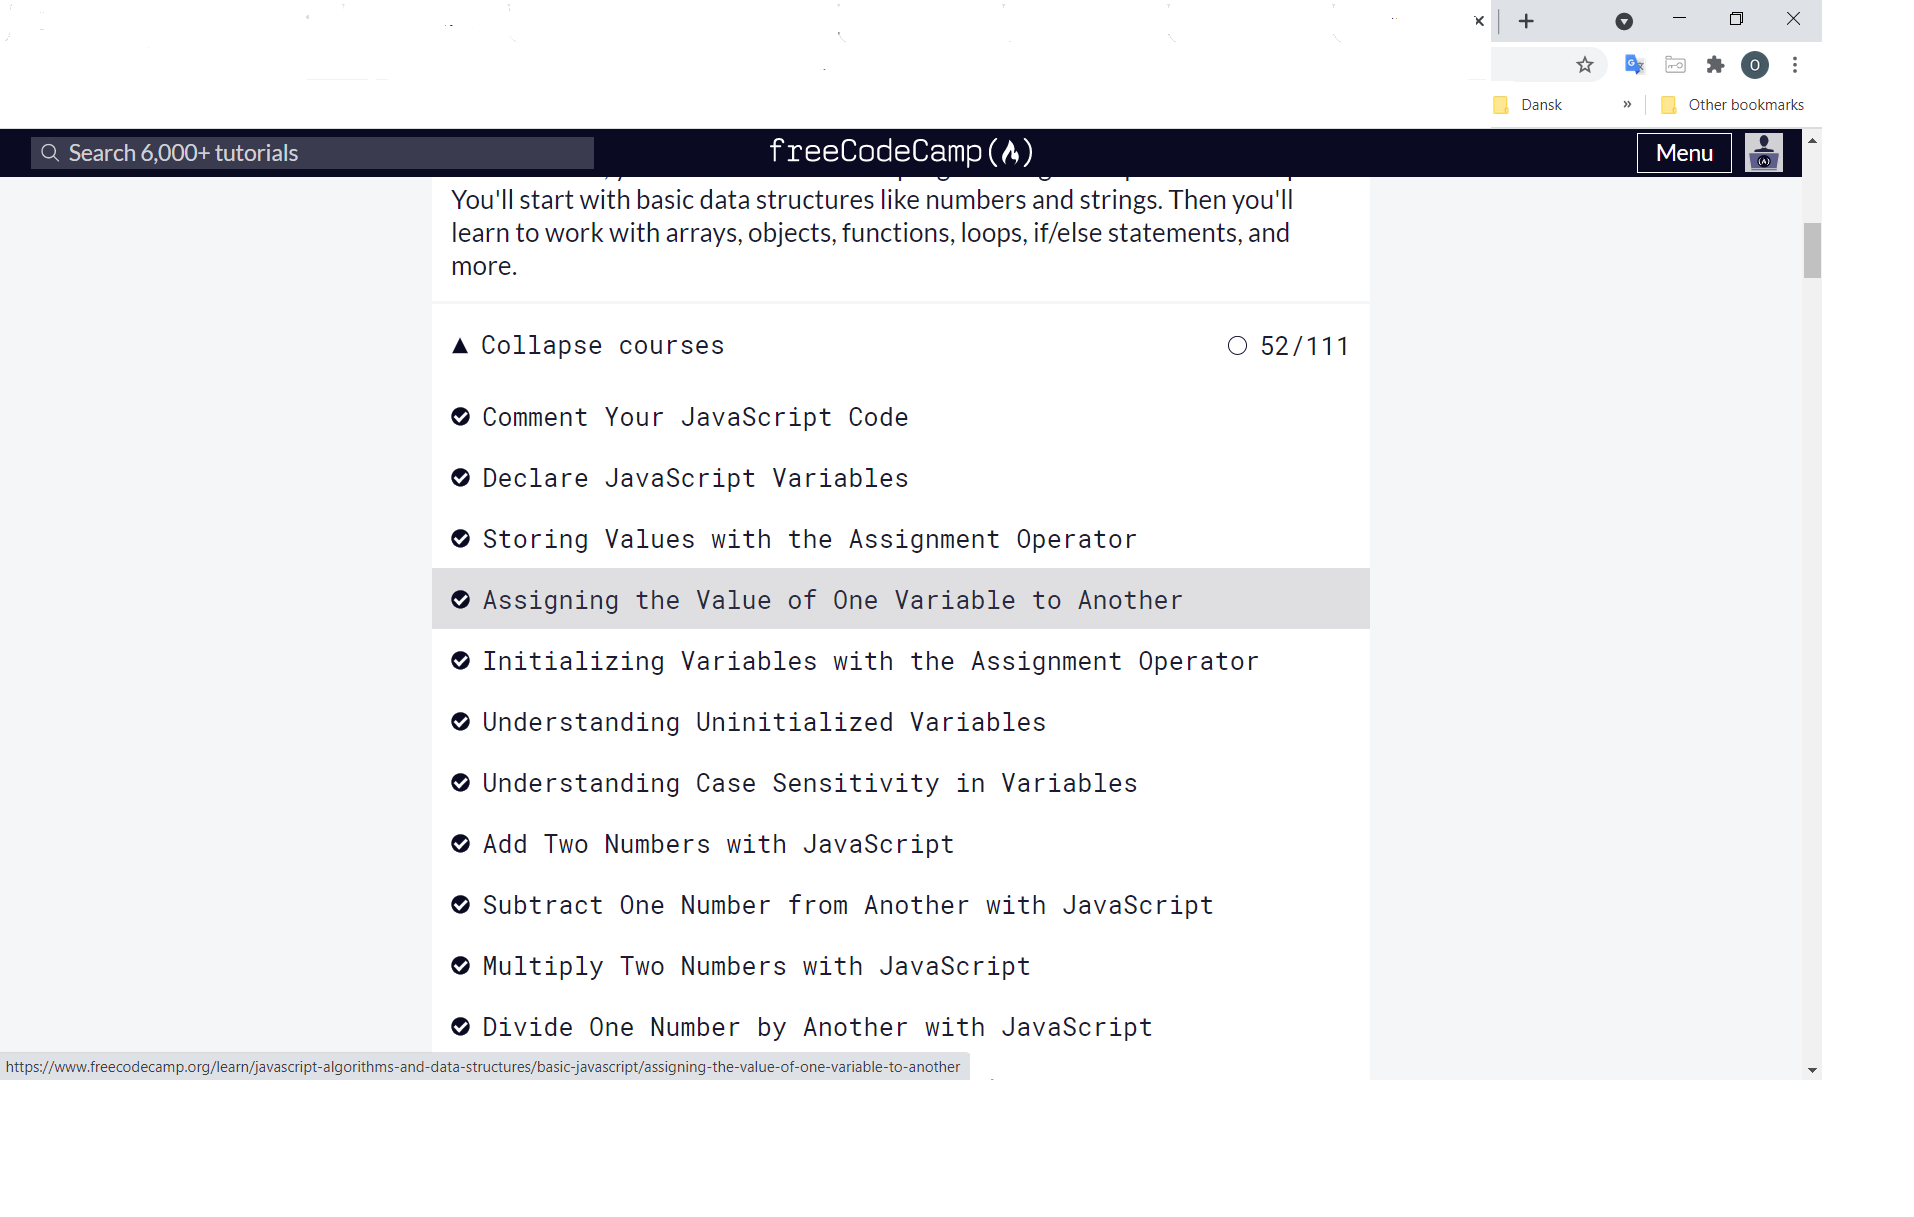 O
Dansk
»
Other bookmarks
Search 6,000+ tutorials
freeCodeCamp
Menu
You'll start with basic data structures like numbers and strings. Then you'll
learn to work with arrays, objects, functions, loops, if/else statements, and
more.
Collapse courses
52/111
Comment Your JavaScript Code
Declare JavaScript Variables
Storing Values with the Assignment Operator
Assigning the Value of One Variable to Another
Initializing Variables with the Assignment Operator
Understanding Uninitialized Variables
Understanding Case Sensitivity in Variables
Add Two Numbers with JavaScript
Subtract One Number from Another with JavaScript
Multiply Two Numbers with JavaScript
Divide One Number by Another with JavaScript
https://www.freecodecamp.org/learn/javascript-algorithms-and-data-structures/basic-javascript/assigning-the-value-of-one-variable-to-another